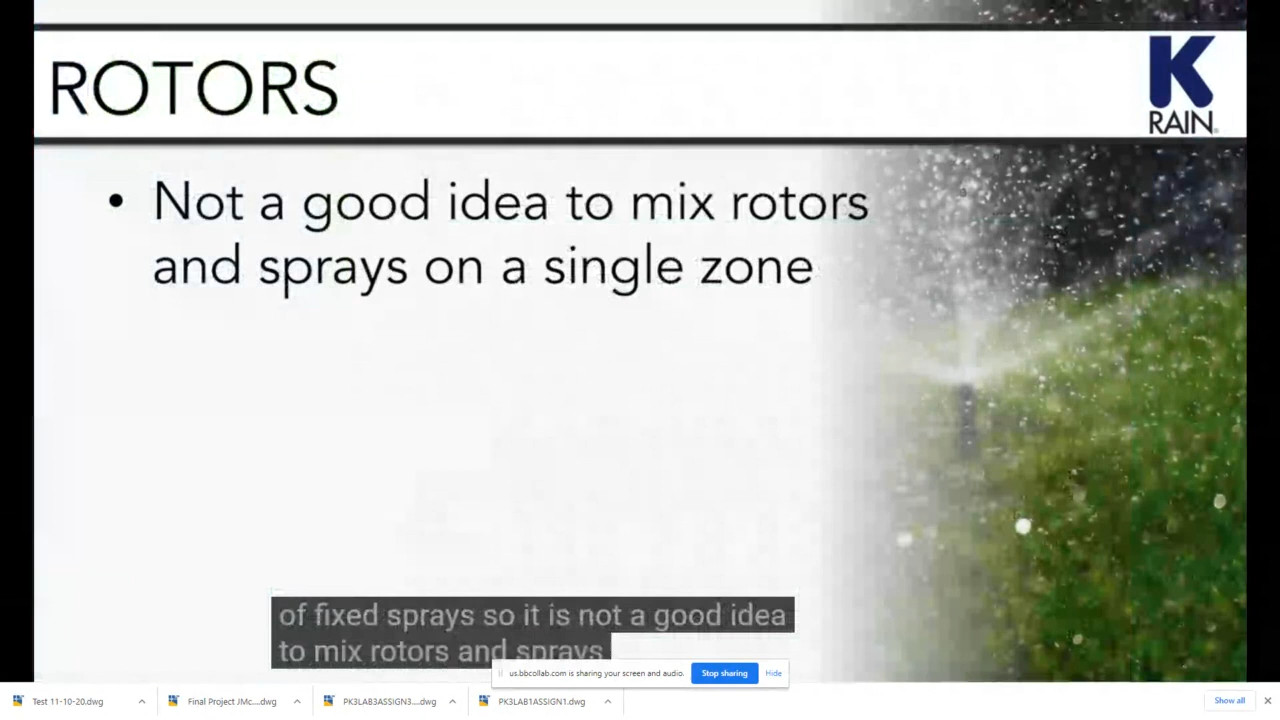 ROTORS
K
RAIN
• Not a good idea to mix rotors
and sprays on a single zone
of fixed sprays so it is not a good idea
to mix rotors and sprays
us.bbcollab.com is sharing your screen and audio.
Stop sharing
Hide
Test 11-10-20.dwg
Final Project JMc....dwg
PK3LAB3ASSIGN3....dwg
PK3LAB1ASSIGN1.dwg
Show all